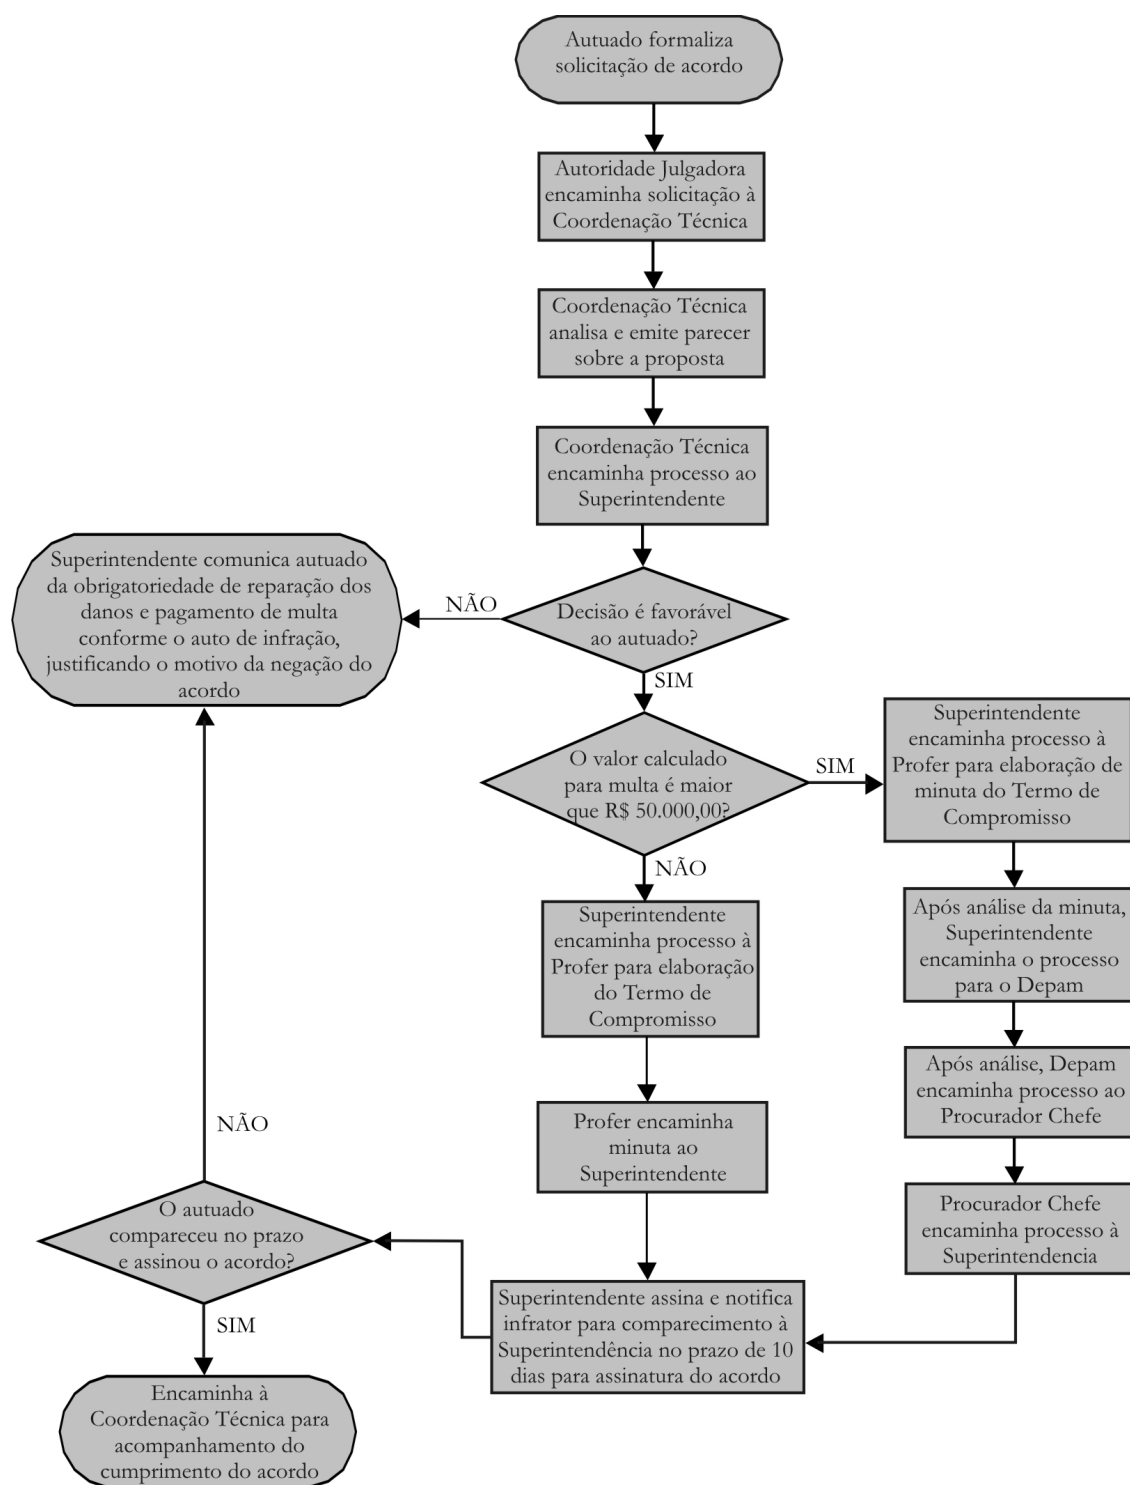 Autuado formaliza
solicitação de acordo
Autoridade Julgadora
encaminha solicitação à
Coordenação Técnica
Coordenação Técnica
analisa e emite parecer
sobre a proposta
Coordenação Técnica
encaminha processo ao
Superintendente
Decisão é favorável
ao autuado?
NÃO
Superintendente comunica autuado
da obrigatoriedade de reparação dos
danos e pagamento de multa
conforme o auto de infração,
justificando o motivo da negação do
acordo
SIM
O valor calculado
para multa é maior
que R$ 50.000,00?
SIM
Superintendente
encaminha processo à
Profer para elaboração de
minuta do Termo de
Compromisso
Após análise da minuta,
Superintendente
encaminha o processo
para o Depam
Após análise, Depam
encaminha processo ao
Procurador Chefe
Procurador Chefe
encaminha processo à
Superintendencia
NÃO
Superintendente
encaminha processo à
Profer para elaboração
do Termo de
Compromisso
Profer encaminha
minuta ao
Superintendente
Superintendente assina e notifica
infrator para comparecimento à
Superintendência no prazo de 10
dias para assinatura do acordo
O autuado
compareceu no prazo
e assinou o acordo?
NÃO
SIM
Encaminha à
Coordenação Técnica para
acompanhamento do
cumprimento do acordo